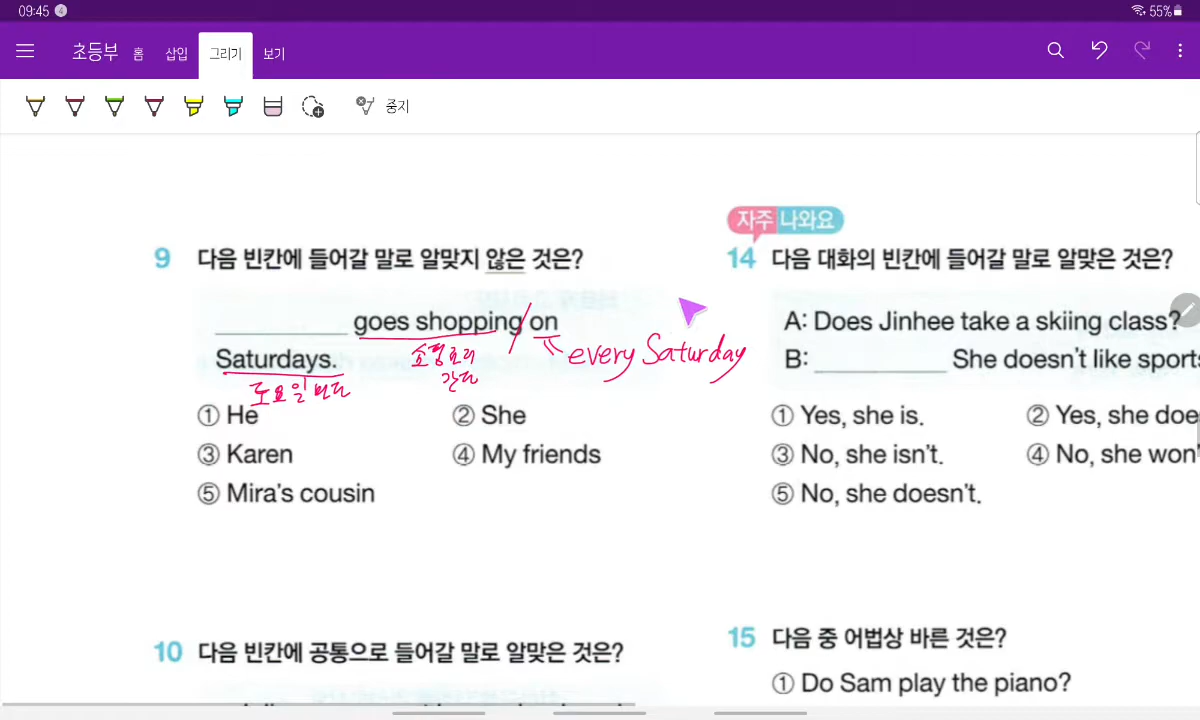 09:45 4
55%
초등부 홈 삽입 그리기 보기
중지
9 다음 빈칸에 들어갈 말로 알맞지 않은 것은?
goes shopping on
Saturdays.
쇼핑하러
간다
every Saturday
토요일마다
① He ② She
③ Karen ④ My friends
⑤ Mira's cousin
10 다음 빈칸에 공통으로 들어갈 말로 알맞은 것은?
자주 나와요
14 다음 대화의 빈칸에 들어갈 말로 알맞은 것은?
A: Does Jinhee take a skiing class?
B: She doesn't like sports
① Yes, she is. ② Yes, she doe
③ No, she isn't. ④ No, she won'
⑤ No, she doesn't.
15 다음 중 어법상 바른 것은?
① Do Sam play the piano?